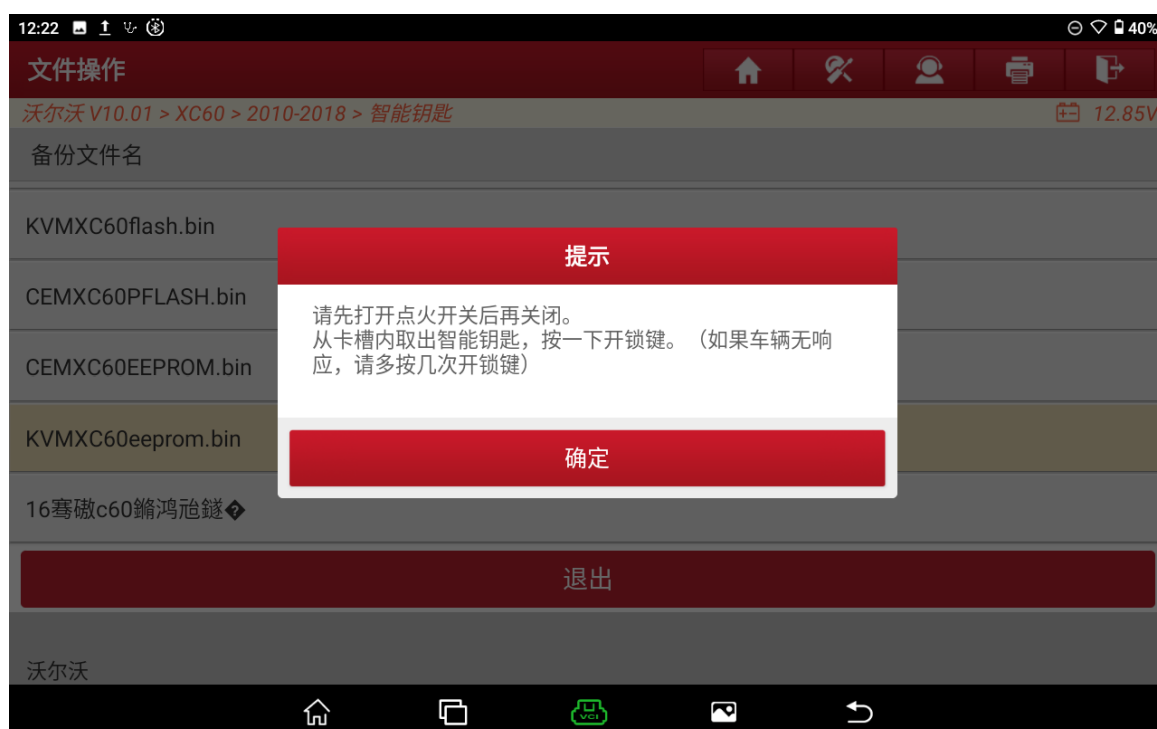 12:22
40%
文件操作
沃尔沃 V10.01 > XC60 > 2010-2018 > 智能钥匙
12.85V
备份文件名
KVMXC60flash.bin
提示
CEMXC60PFLASH.bin
请先打开点火开关后再关闭。
从卡槽内取出智能钥匙，按一下开锁键。（如果车辆无响
应，请多按几次开锁键）
CEMXC60EEPROM.bin
KVMXC60eeprom.bin
确定
16骞磝c60鏅鸿兘鐩�
退出
沃尔沃
VCI